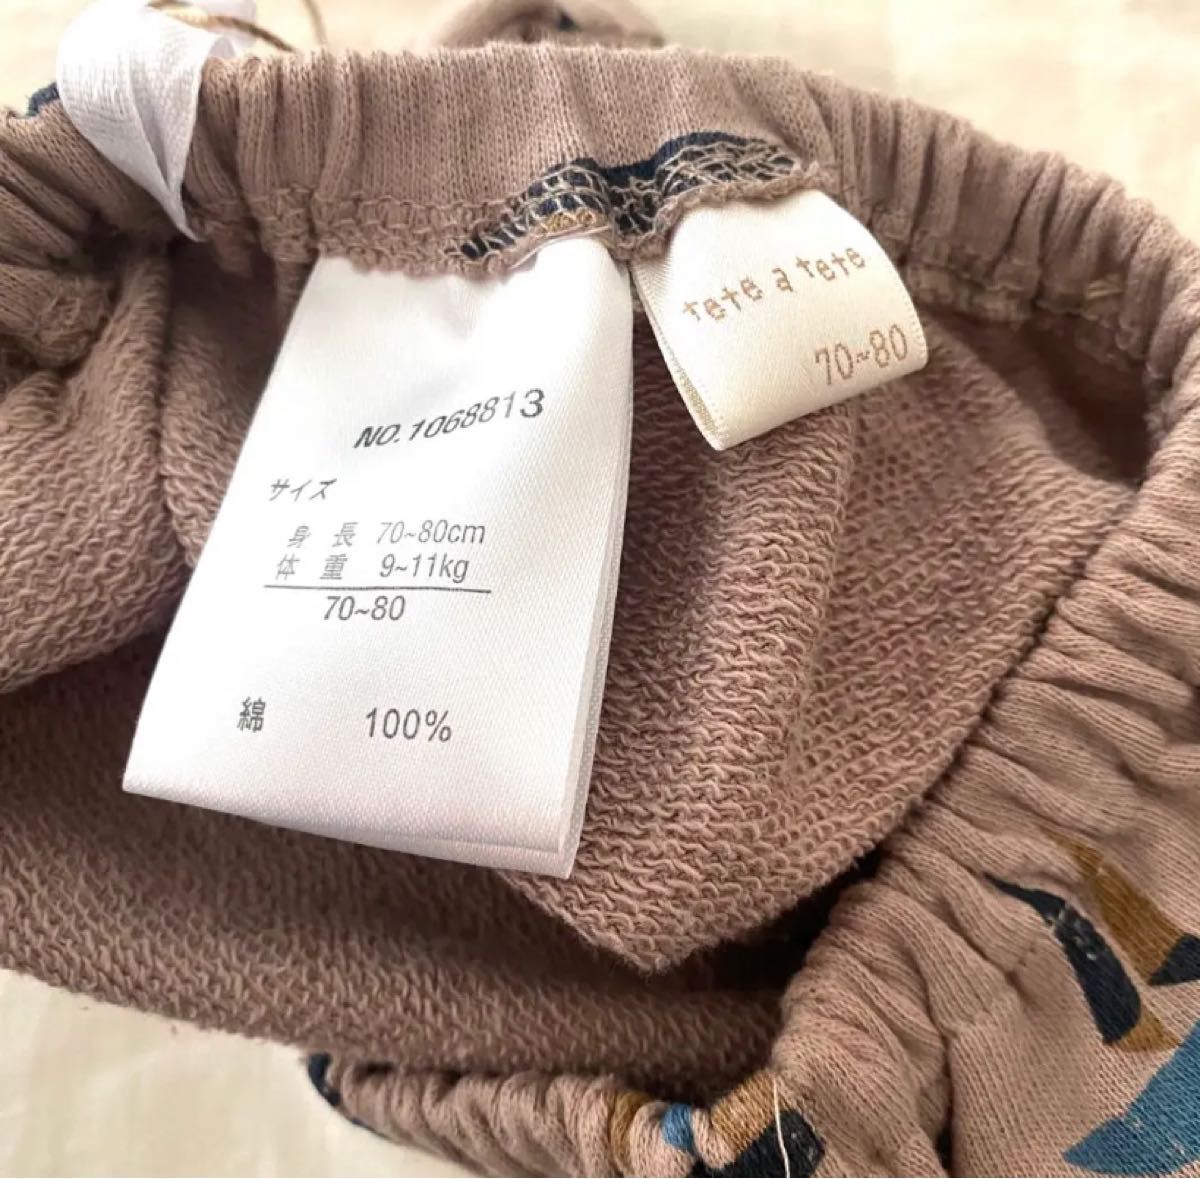 NO.1068813
サイズ
身長 70~80cm
体重 9~11kg
70~80
綿 100%
tete a tete
70~80